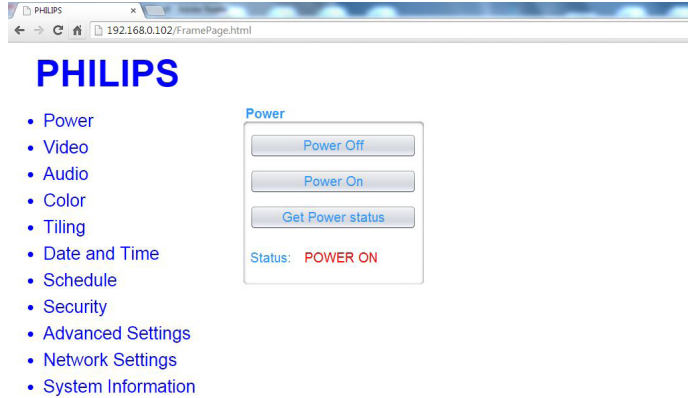 PHILIPS
192.168.0.102/FramePage.html
PHILIPS
Power
Video
Audio
Color
Tiling
Date and Time
Schedule
Security
Advanced Settings
Network Settings
System Information
Power
Power Off
Power On
Get Power status
Status: POWER ON